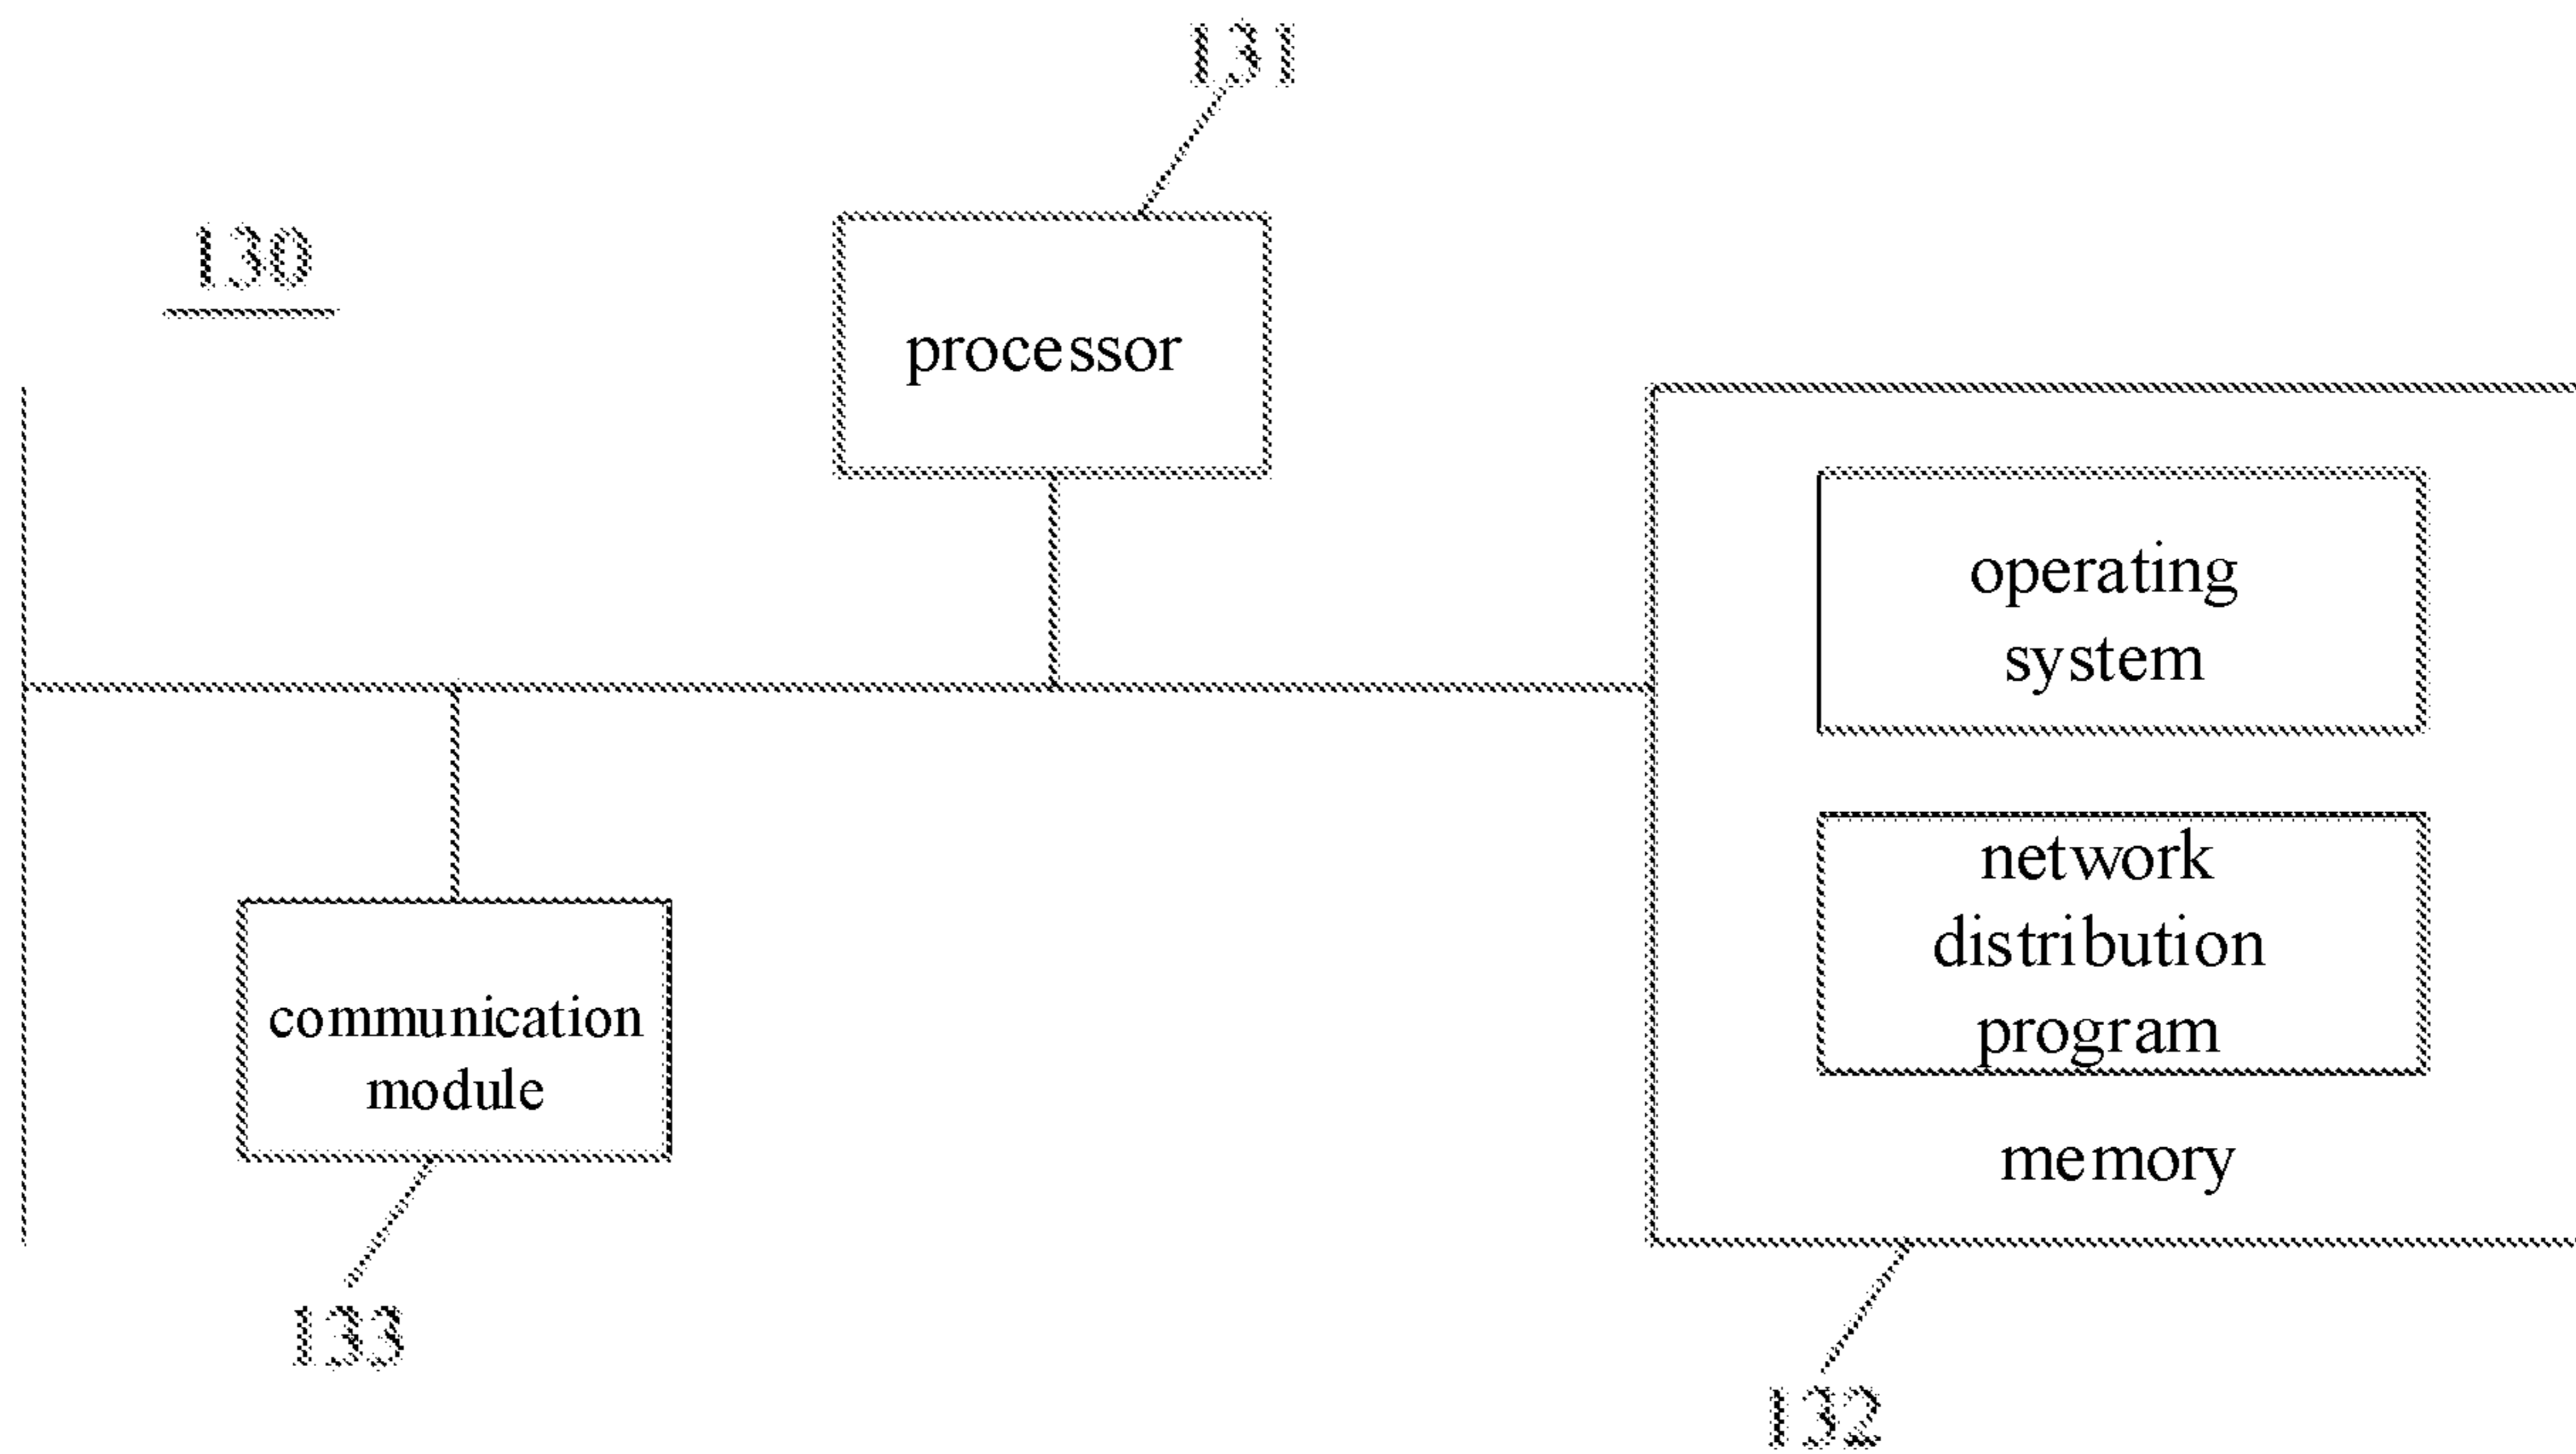 131
130
processor
operating
system
network
distribution
program
communication
module
memory
133
132